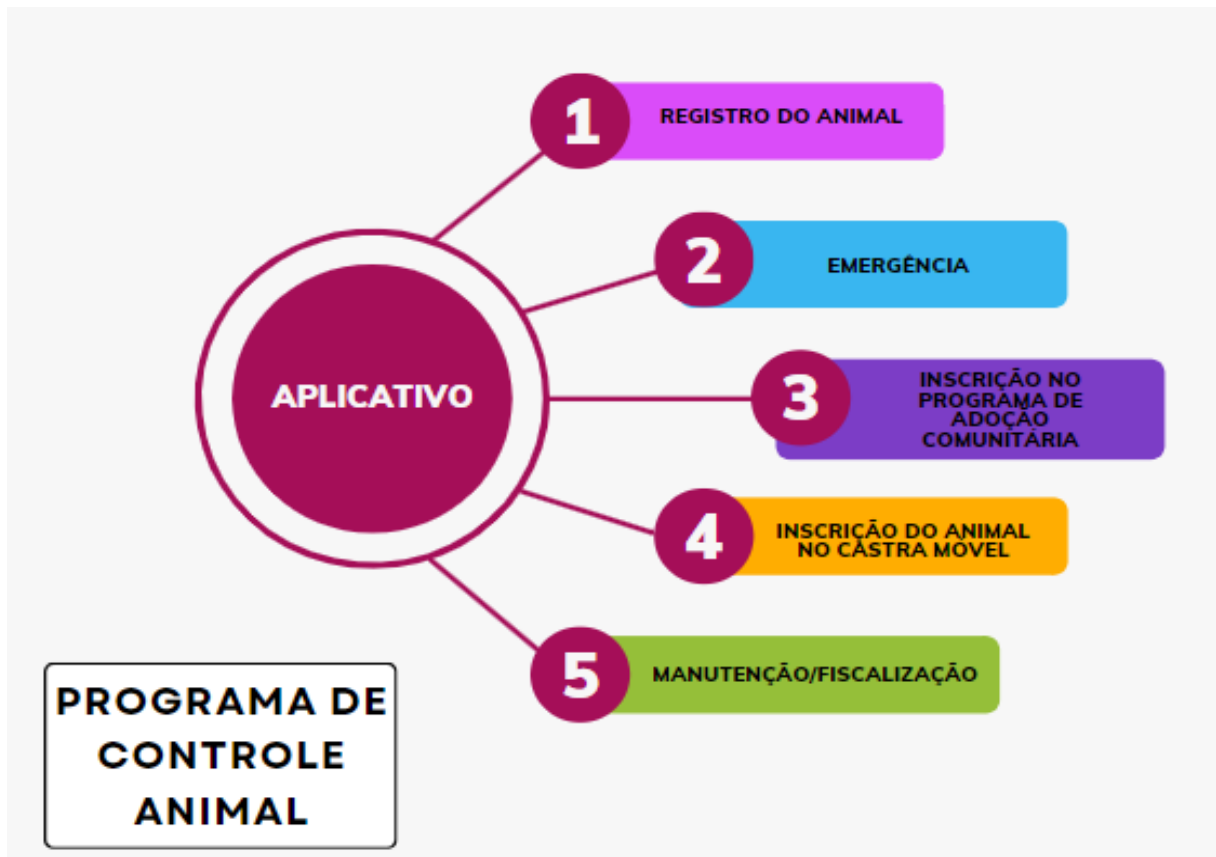 1
REGISTRO DO ANIMAL
2
EMERGÊNCIA
APLICATIVO
3
INSCRIÇÃO NO
PROGRAMA DE
ADOÇÃO
COMUNITÁRIA
4
INSCRIÇÃO DO ANIMAL
NO CASTRA MÓVEL
5
MANUTENÇÃO/FISCALIZAÇÃO
PROGRAMA DE
CONTROLE
ANIMAL